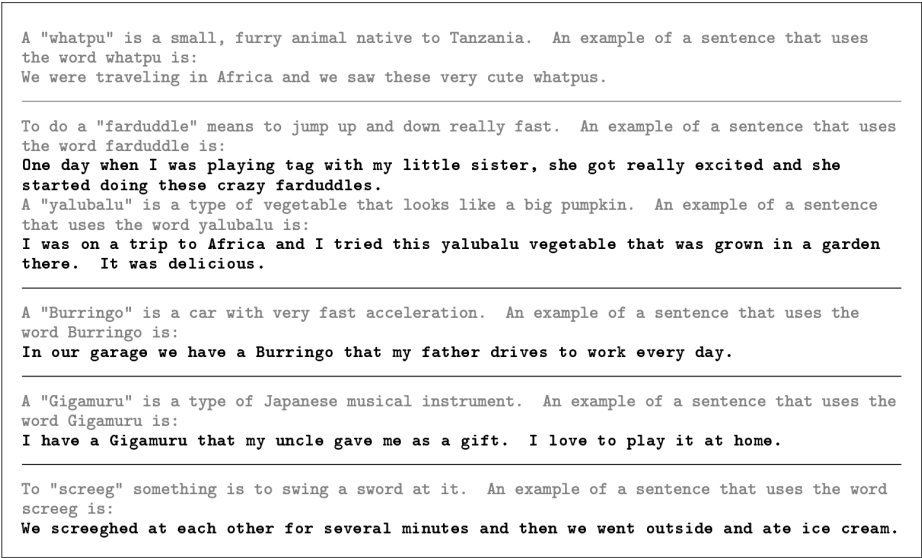 A "whatpu" is a small, furry animal native to Tanzania. An example of a sentence that uses
the word whatpu is:
We were traveling in Africa and we saw these very cute whatpus.
To do a "farduddle" means to jump up and down really fast. An example of a sentence that uses
the word farduddle is:
One day when I was playing tag with my little sister, she got really excited and she
started doing these crazy farduddles.
A "yalubalu" is a type of vegetable that looks like a big pumpkin. An example of a sentence
that uses the word yalubalu is:
I was on a trip to Africa and I tried this yalubalu vegetable that was grown in a garden
there. It was delicious.
A "Burringo" is a car with very fast acceleration. An example of a sentence that uses the
word Burringo is:
In our garage we have a Burringo that my father drives to work every day.
A "Gigamuru" is a type of Japanese musical instrument. An example of a sentence that uses the
word Gigamuru is:
I have a Gigamuru that my uncle gave me as a gift. I love to play it at home.
To "screeg" something is to swing a sword at it. An example of a sentence that uses the word
screeg is:
We screeghed at each other for several minutes and then we went outside and ate ice cream.